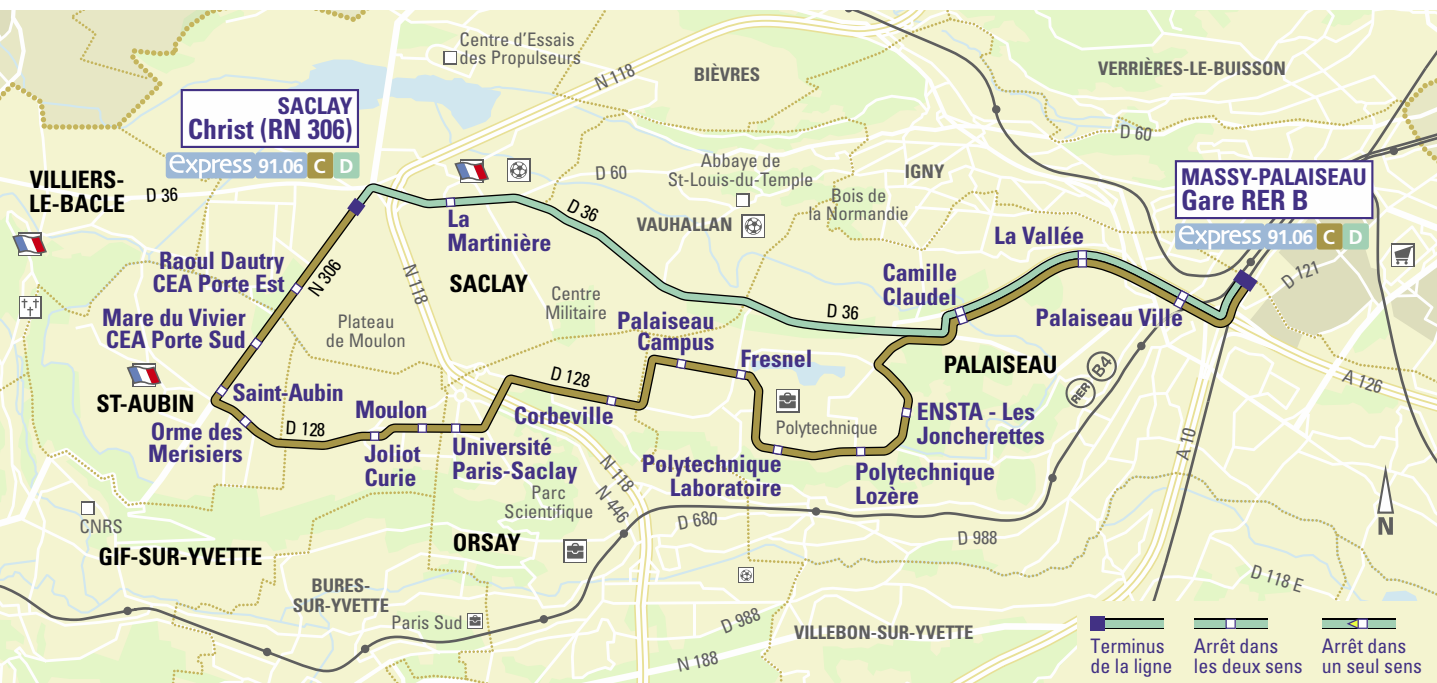 Centre d'Essais
des Propulseurs
N 118
BIÈVRES
VERRIÈRES-LE-BUISSON
SACLAY
Christ (RN 306)
express 91.06 C D
D 60
VILLIERS-
LE-BACLE
D 36
D 60
Abbaye de
St-Louis-du-Temple
IGNY
MASSY-PALAISEAU
Gare RER B
express 91.06 C D
Bois de
la Normandie
La
Martinière
D 36
VAUHALLAN
La Vallée
Raoul Dautry
CEA Porte Est
N 306
N 118
SACLAY
Camille
Claudel
D 121
Centre
Militaire
Mare du Vivier
CEA Porte Sud
Plateau
de Moulon
Palaiseau
Campus
D 36
Palaiseau Ville
Fresnel
PALAISEAU
RER B4
A 126
ST-AUBIN
Saint-Aubin
D 128
Moulon
Corbeville
Polytechnique
ENSTA - Les
Joncherettes
Orme des
Merisiers
D 128
Joliot
Curie
Université
Paris-Saclay
A 10
Polytechnique
Laboratoire
Polytechnique
Lozère
N 118
N 446
Parc
Scientifique
CNRS
D 680
N
GIF-SUR-YVETTE
ORSAY
D 988
D 118 E
BURES-
SUR-YVETTE
Paris Sud
D 988
VILLEBON-SUR-YVETTE
N 188
Terminus
de la ligne
Arrêt dans
les deux sens
Arrêt dans
un seul sens